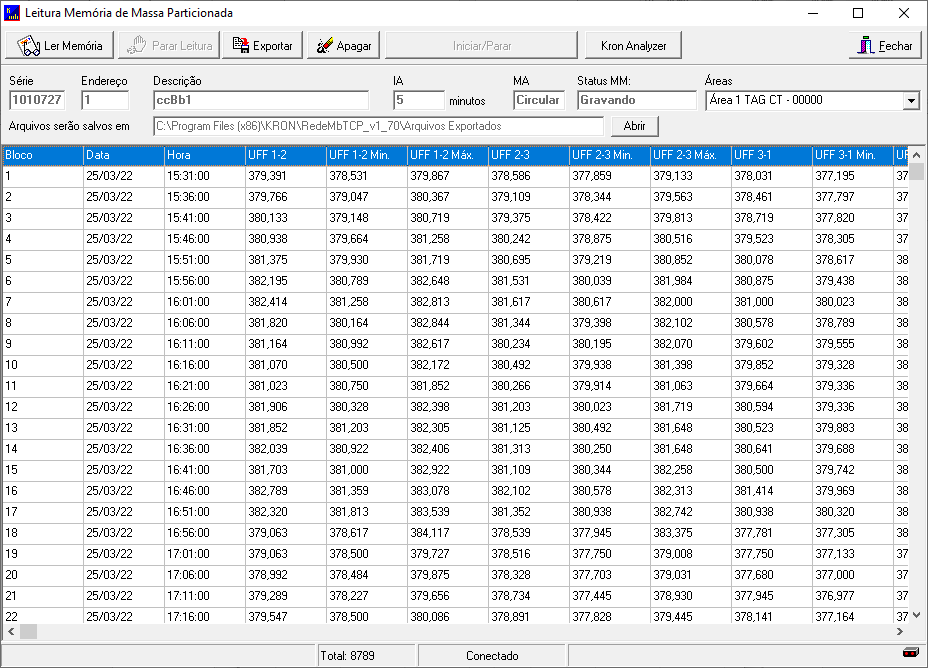 Leitura Memória de Massa Particionada
Ler Memória Parar Leitura Exportar Apagar Iniciar/Parar Kron Analyzer Fechar
Série Endereço Descrição IA MA Status MM: Áreas
1010727 1 ccBb1 5 minutos Circular Gravando Área 1 TAG CT - 00000
Arquivos serão salvos em C:\Program Files (x86)\KRON\RedeMbTCP_v1_70\Arquivos Exportados Abrir
Bloco Data Hora UFF 1-2 UFF 1-2 Min. UFF 1-2 Máx. UFF 2-3 UFF 2-3 Min. UFF 2-3 Máx. UFF 3-1 UFF 3-1 Min.
1 25/03/22 15:31:00 379,391 378,531 379,867 378,586 377,859 379,133 378,031 377,195 37
2 25/03/22 15:36:00 379,766 379,047 380,367 379,109 378,344 379,563 378,461 377,797 37
3 25/03/22 15:41:00 380,133 379,148 380,719 379,375 378,422 379,813 378,719 377,820 37
4 25/03/22 15:46:00 380,938 379,664 381,258 380,242 378,875 380,516 379,523 378,305 37
5 25/03/22 15:51:00 381,375 379,930 381,719 380,695 379,219 380,852 380,078 378,617 38
6 25/03/22 15:56:00 382,195 380,789 382,648 381,531 380,039 381,984 380,875 379,438 38
7 25/03/22 16:01:00 382,414 381,258 382,813 381,617 380,617 382,000 381,000 380,023 38
8 25/03/22 16:06:00 381,820 380,164 382,844 381,344 379,398 382,102 380,578 378,789 38
9 25/03/22 16:11:00 381,164 380,992 382,617 380,234 380,195 382,070 379,602 379,555 38
10 25/03/22 16:16:00 381,070 380,500 382,172 380,492 379,938 381,398 379,852 379,328 38
11 25/03/22 16:21:00 381,023 380,750 381,852 380,266 379,914 381,063 379,664 379,336 38
12 25/03/22 16:26:00 381,906 380,328 382,398 381,203 380,023 381,719 380,594 379,336 38
13 25/03/22 16:31:00 381,852 381,203 382,305 381,125 380,492 381,648 380,523 379,883 38
14 25/03/22 16:36:00 382,039 380,922 382,406 381,313 380,250 381,648 380,641 379,688 38
15 25/03/22 16:41:00 381,703 381,000 382,922 381,109 380,344 382,258 380,500 379,742 38
16 25/03/22 16:46:00 382,789 381,359 383,078 382,102 380,578 382,313 381,414 379,969 38
17 25/03/22 16:51:00 382,320 381,813 383,539 381,352 380,938 382,742 380,938 380,320 38
18 25/03/22 16:56:00 379,063 378,617 384,117 378,539 377,945 383,375 377,781 377,305 38
19 25/03/22 17:01:00 379,063 378,500 379,727 378,516 377,750 379,008 377,750 377,133 37
20 25/03/22 17:06:00 378,992 378,484 379,875 378,328 377,703 379,031 377,680 377,000 37
21 25/03/22 17:11:00 379,289 378,227 379,656 378,734 377,445 378,930 377,945 376,977 37
22 25/03/22 17:16:00 379,547 378,500 380,086 378,891 377,828 379,445 378,141 377,164 37
Total: 8789 Conectado